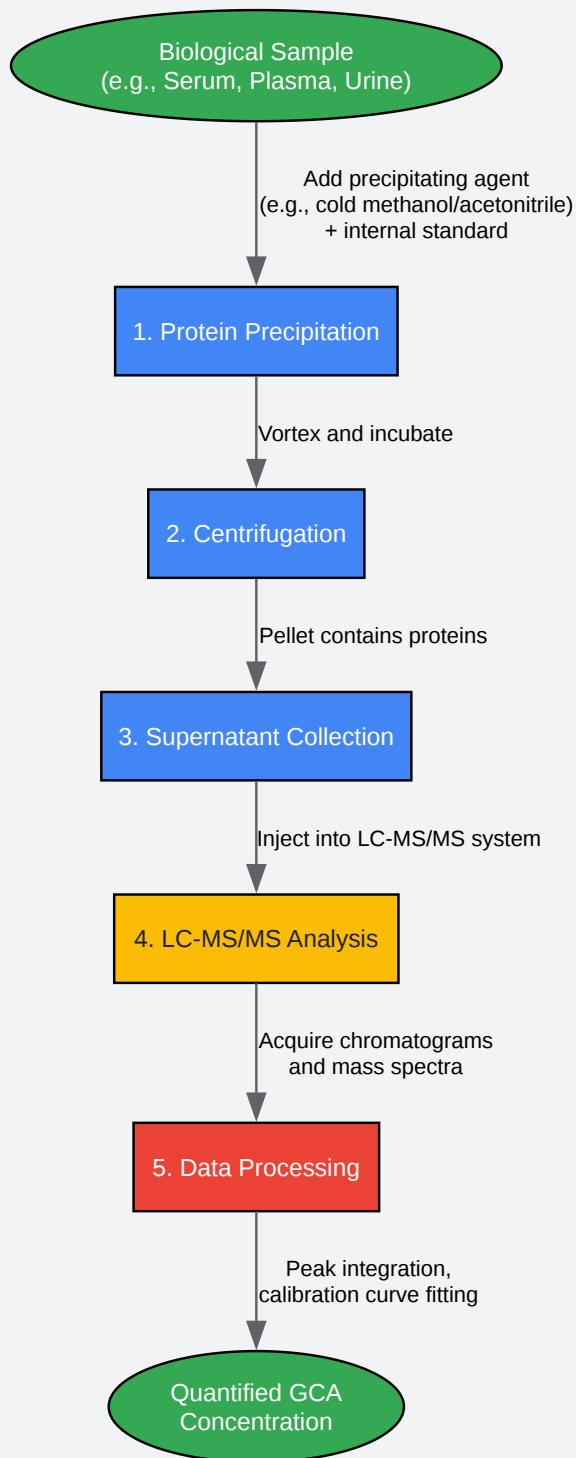 Biological Sample
(e.g., Serum, Plasma, Urine)
Add precipitating agent
(e.g., cold methanol/acetonitrile)
+ internal standard
1. Protein Precipitation
Vortex and incubate
2. Centrifugation
Pellet contains proteins
3. Supernatant Collection
Inject into LC-MS/MS system
4. LC-MS/MS Analysis
Acquire chromatograms
and mass spectra
5. Data Processing
Peak integration,
calibration curve fitting
Quantified GCA
Concentration